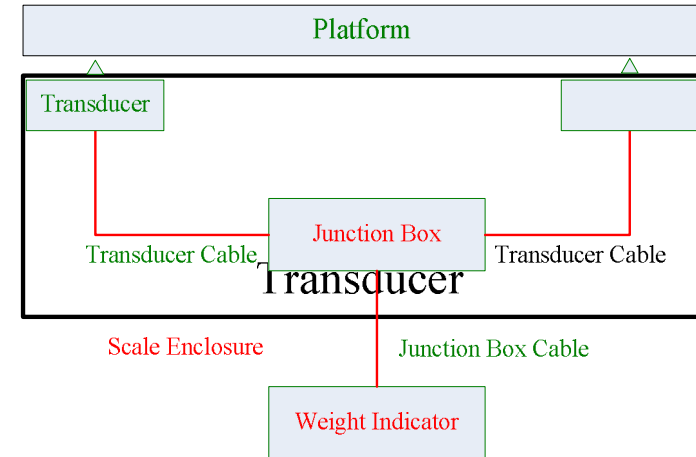 Platform
Transducer
Junction Box
Transducer Cable
Transducer Cable
Transducer
Scale Enclosure
Junction Box Cable
Weight Indicator